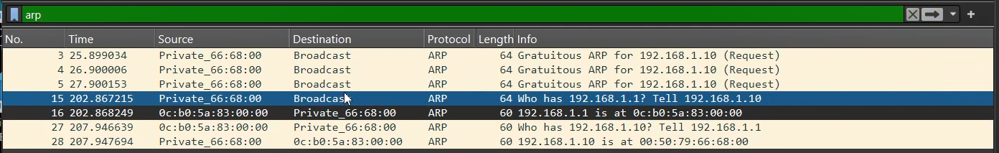 arp
No. Time Source Destination Protocol Length Info
3 25.899034 Private_66:68:00 Broadcast ARP 64 Gratuitous ARP for 192.168.1.10 (Request)
4 26.900006 Private_66:68:00 Broadcast ARP 64 Gratuitous ARP for 192.168.1.10 (Request)
5 27.900153 Private_66:68:00 Broadcast ARP 64 Gratuitous ARP for 192.168.1.10 (Request)
15 202.867215 Private_66:68:00 Broadcast ARP 64 Who has 192.168.1.1? Tell 192.168.1.10
16 202.868249 0c:b0:5a:83:00:00 Private_66:68:00 ARP 60 192.168.1.1 is at 0c:b0:5a:83:00:00
27 207.946639 0c:b0:5a:83:00:00 Private_66:68:00 ARP 60 Who has 192.168.1.10? Tell 192.168.1.1
28 207.947694 Private_66:68:00 0c:b0:5a:83:00:00 ARP 60 192.168.1.10 is at 00:50:79:66:68:00